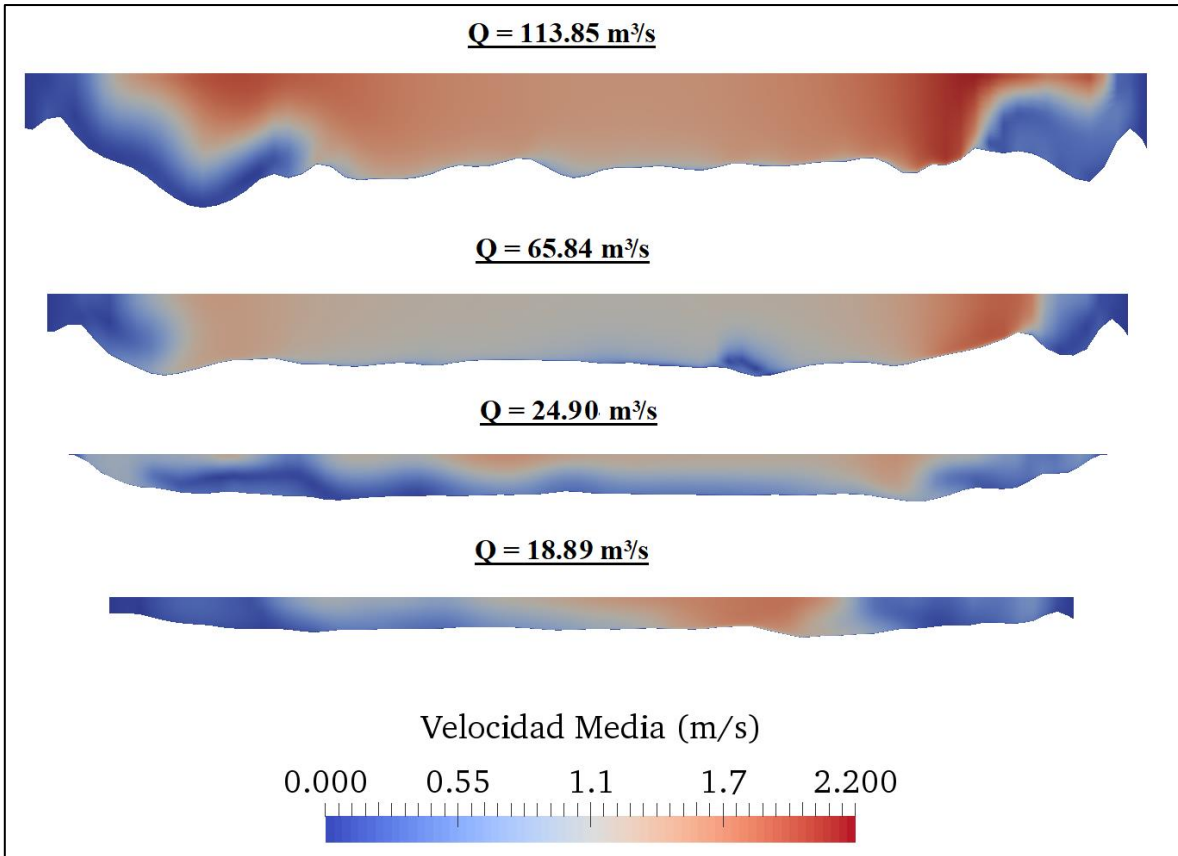 Q = 113.85 m³/s
Q = 65.84 m³/s
Q = 24.90 m³/s
Q = 18.89 m³/s
Velocidad Media (m/s)
0.000 0.55 1.1 1.7 2.200